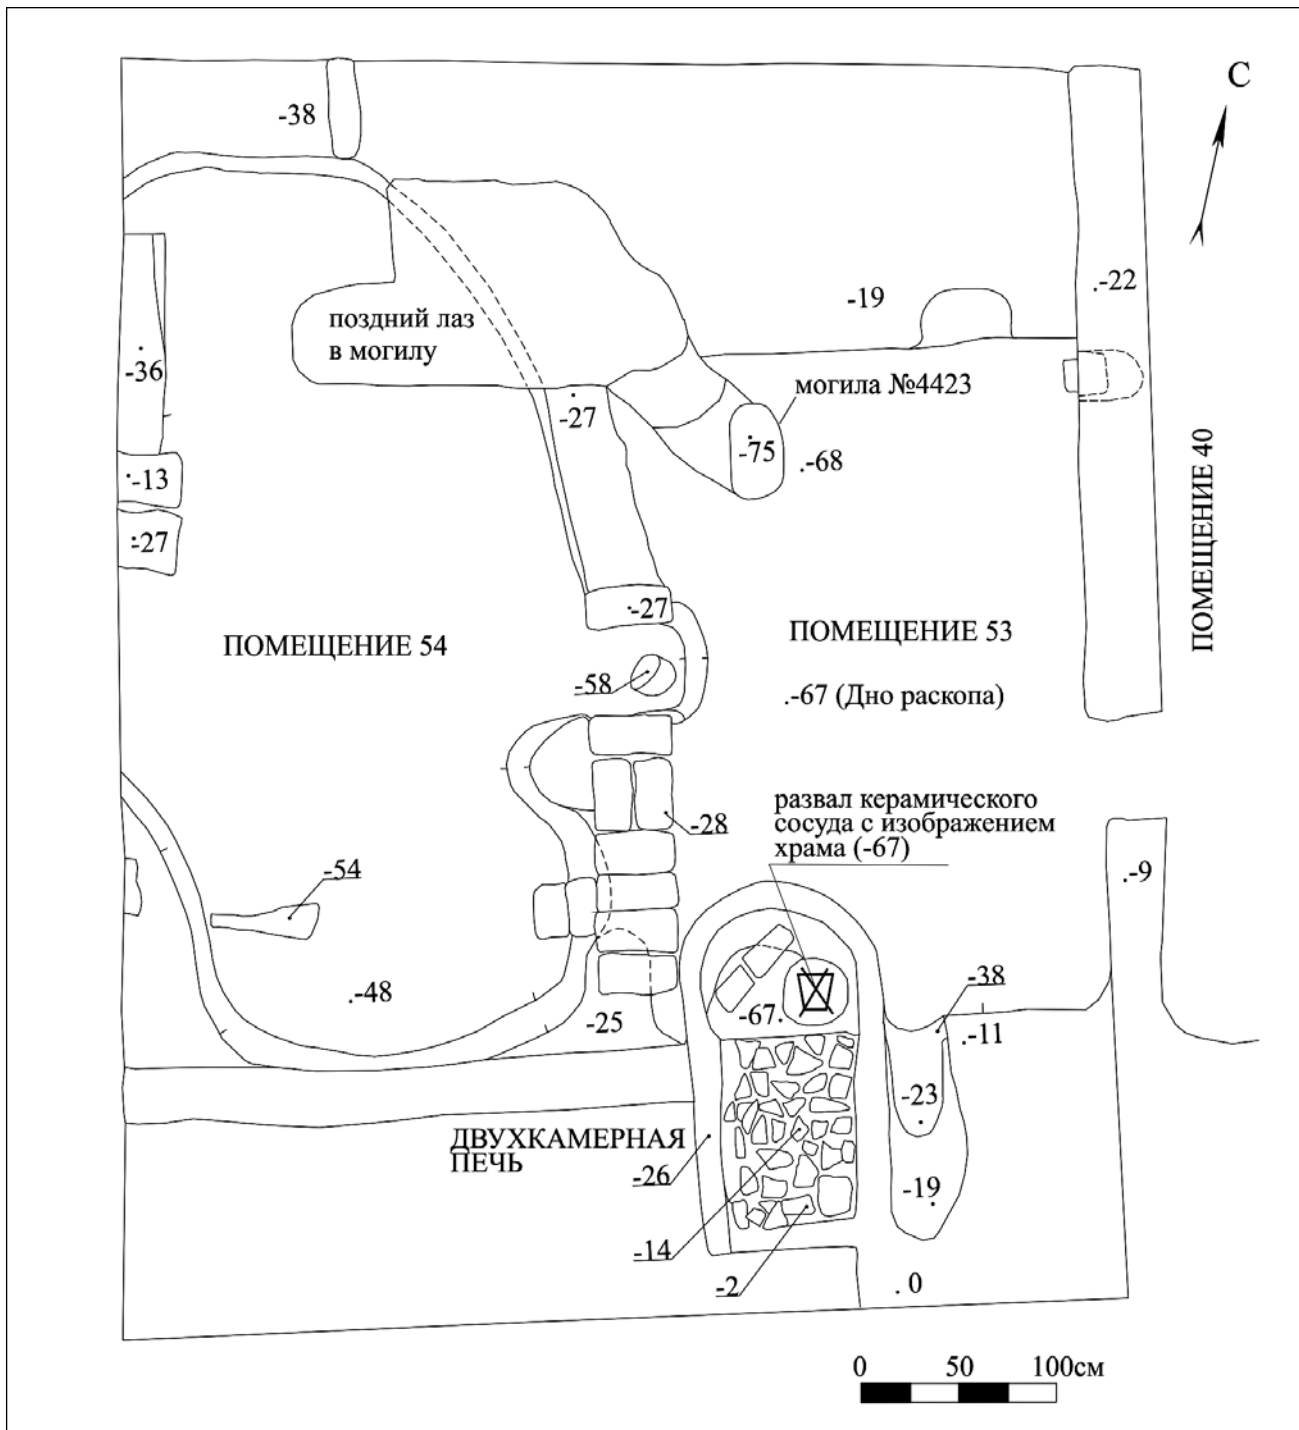 С
-38
-22
-19
поздний лаз
в могилу
-36
могила №4423
-27
-75
.-68
-13
-27
ПОМЕЩЕНИЕ 40
-27
ПОМЕЩЕНИЕ 54
ПОМЕЩЕНИЕ 53
-58
.-67 (Дно раскопа)
развал керамического
сосуда с изображением
храма (-67)
-28
-54
.-9
-38
.-48
-67.
-25
.-11
-23
ДВУХКАМЕРНАЯ
ПЕЧЬ
-26
-19
-14
-2
. 0
0 50 100см